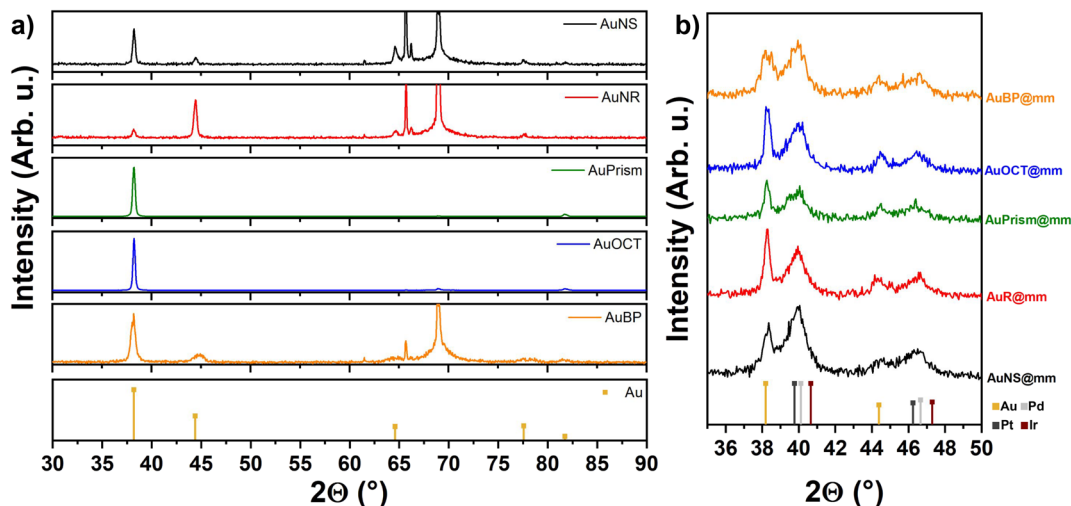 a)
Intensity (Arb. u.)
AuNS
AuNR
AuPrism
AuOCT
AuBP
Au
30 35 40 45 50 55 60 65 70 75 80 85 90
2Θ (°)
b)
Intensity (Arb. u.)
AuBP@mm
AuOCT@mm
AuPrism@mm
AuR@mm
AuNS@mm
Au Pd
Pt Ir
36 38 40 42 44 46 48 50
2Θ (°)